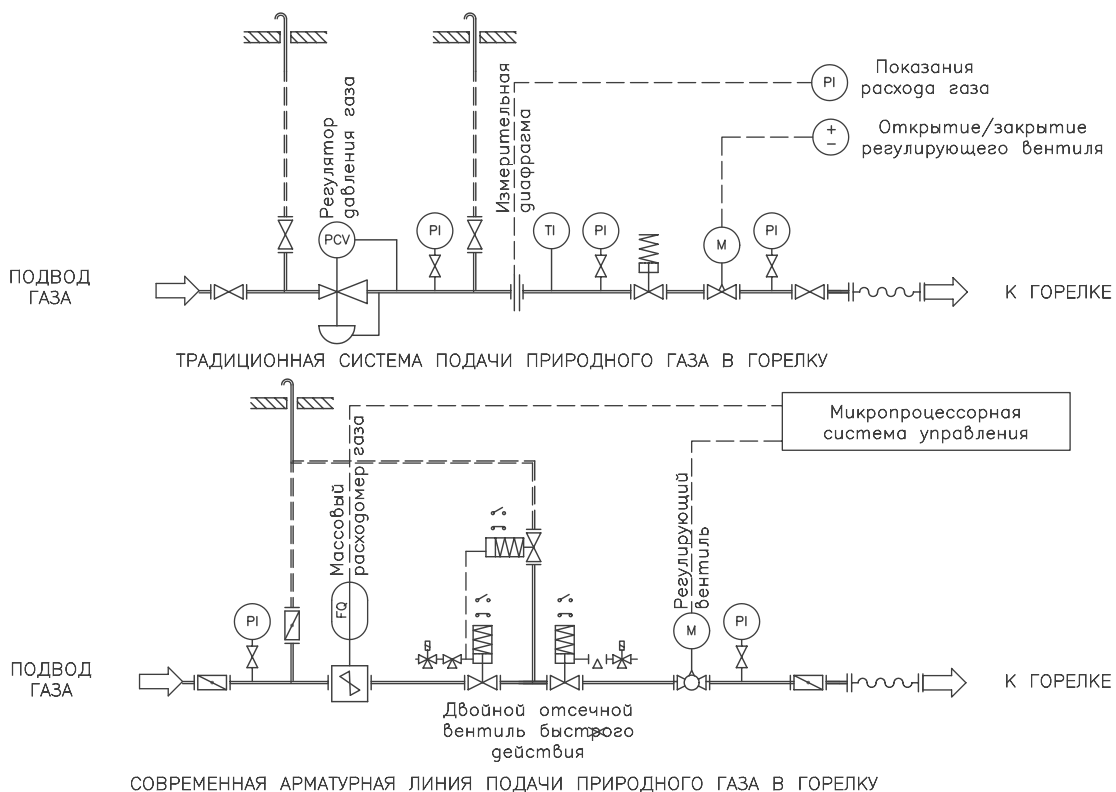 Показания
расхода газа
PI
Открытие/закрытие
регулирующего вентиля
+
−
Регулятор
давления газа
Измерительная
диафрагма
PCV
PI
TI
PI
M
PI
ПОДВОД
ГАЗА
К ГОРЕЛКЕ
ТРАДИЦИОННАЯ СИСТЕМА ПОДАЧИ ПРИРОДНОГО ГАЗА В ГОРЕЛКУ
Микропроцессорная
система управления
Массовый
расходомер газа
Регулирующий
вентиль
PI
FQ
M
PI
ПОДВОД
ГАЗА
К ГОРЕЛКЕ
Двойной отсечной
вентиль быстрого
действия
СОВРЕМЕННАЯ АРМАТУРНАЯ ЛИНИЯ ПОДАЧИ ПРИРОДНОГО ГАЗА В ГОРЕЛКУ